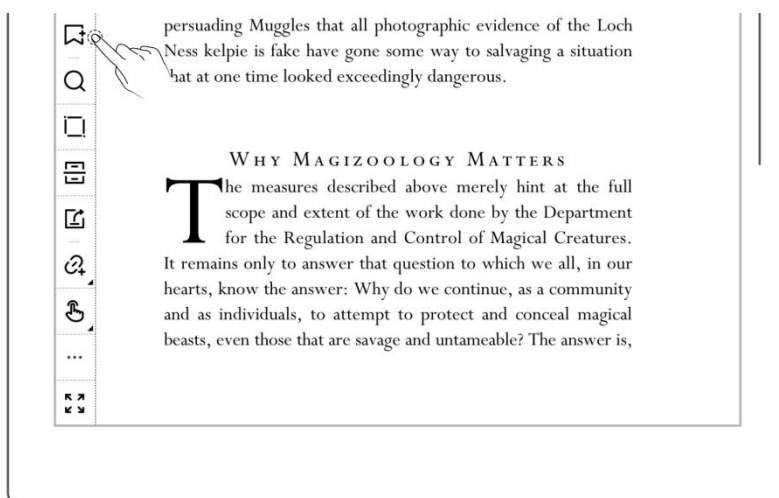 persuading Muggles that all photographic evidence of the Loch
Ness kelpie is fake have gone some way to salvaging a situation
hat at one time looked exceedingly dangerous.
WHY MAGIZOOLOGY MATTERS
The measures described above merely hint at the full
scope and extent of the work done by the Department
for the Regulation and Control of Magical Creatures.
It remains only to answer that question to which we all, in our
hearts, know the answer: Why do we continue, as a community
and as individuals, to attempt to protect and conceal magical
beasts, even those that are savage and untameable? The answer is,